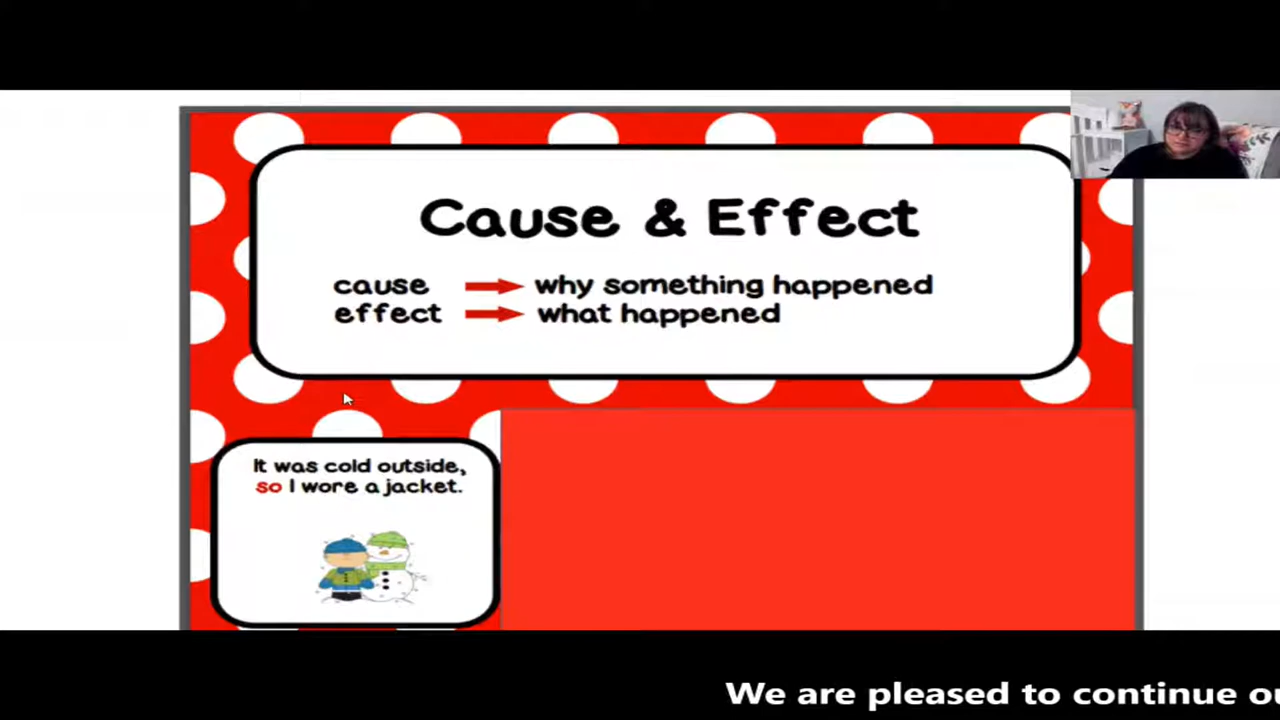 Cause & Effect
cause why something happened
effect what happened
It was cold outside,
so I wore a jacket.
We are pleased to continue